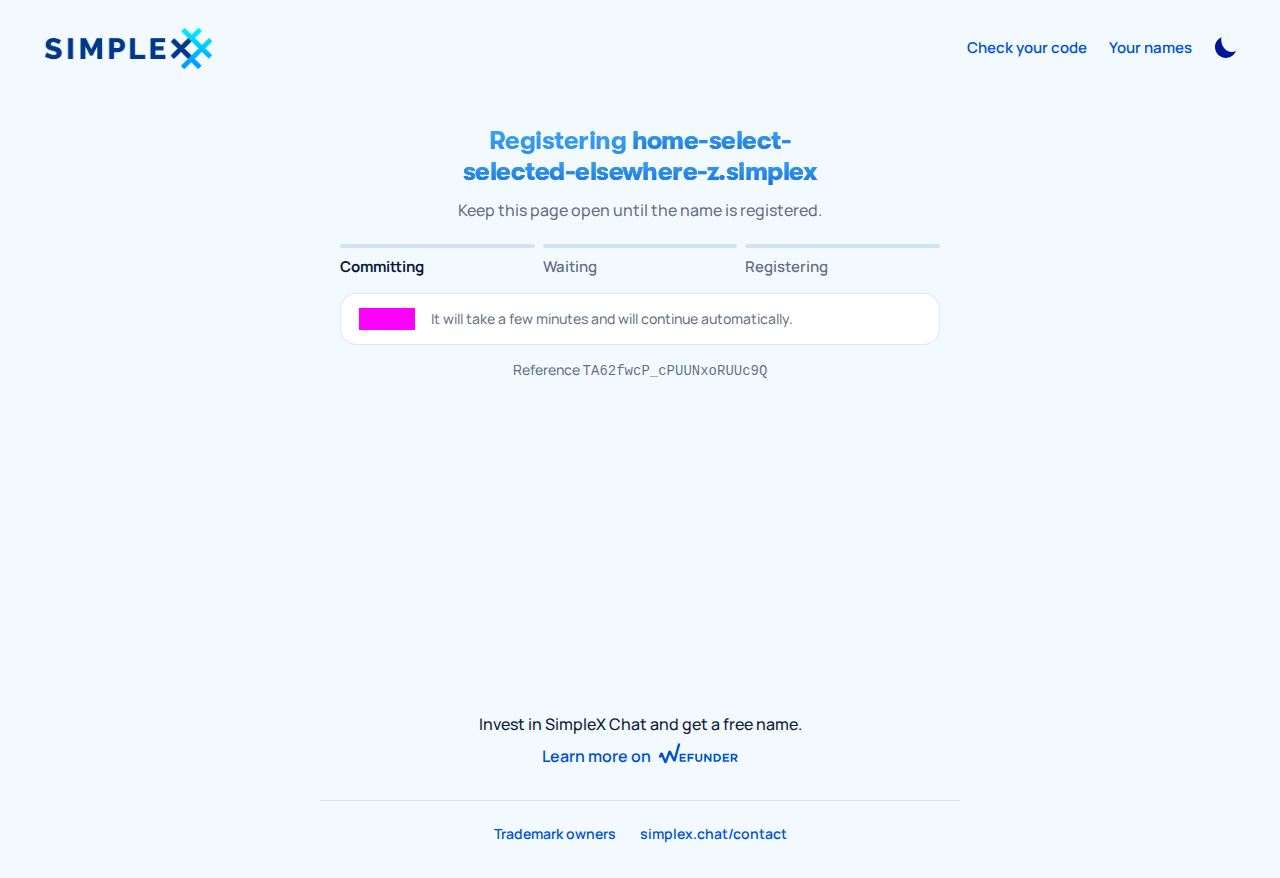 SIMPLEX
Check your code
Your names
Registering home-select-
selected-elsewhere-z.simplex
Keep this page open until the name is registered.
Committing
Waiting
Registering
It will take a few minutes and will continue automatically.
Reference TA62fwcP_cPUUNxoRUUc9Q
Invest in SimpleX Chat and get a free name.
Learn more on WEFUNDER
Trademark owners
simplex.chat/contact